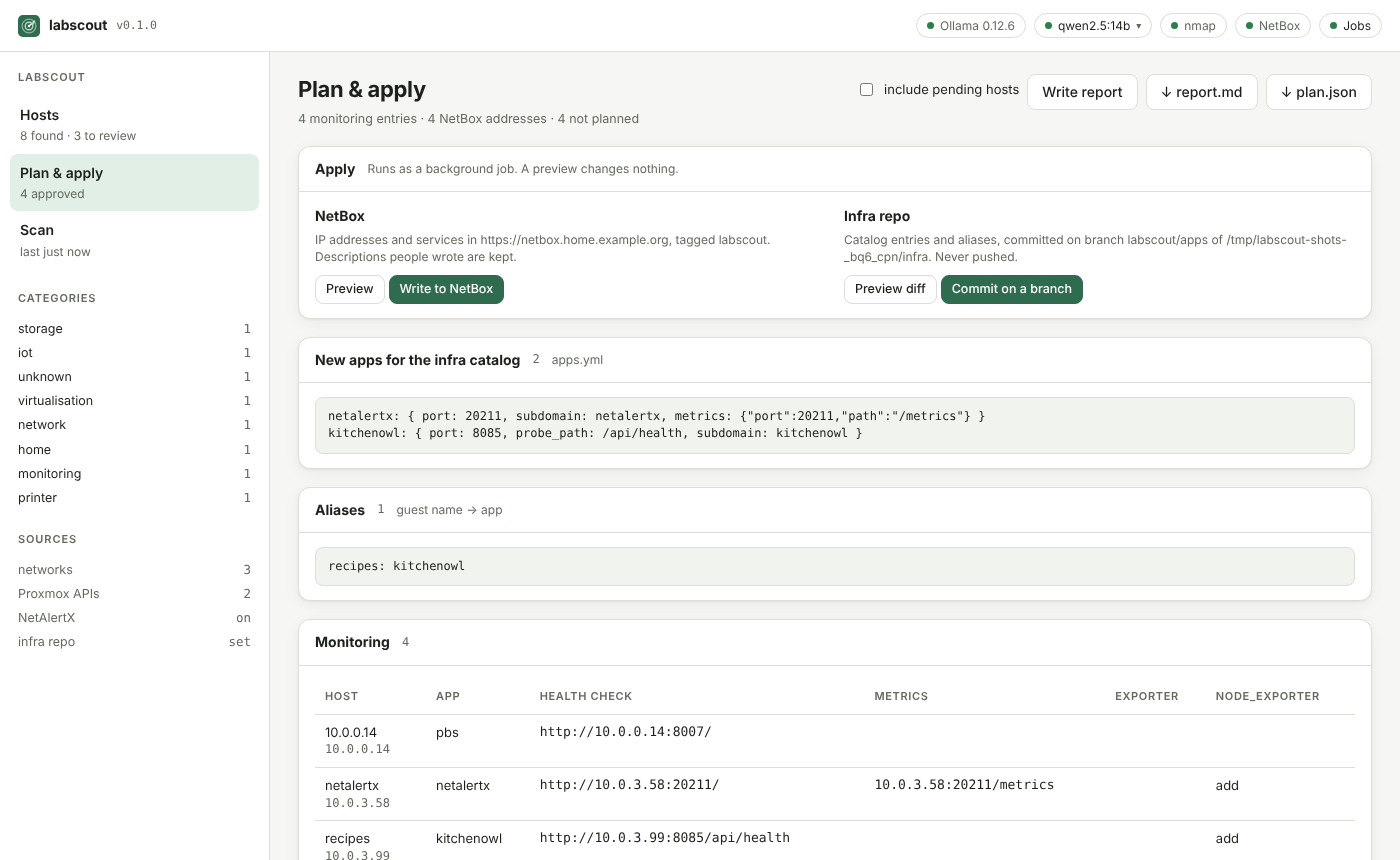 labscout v0.1.0
Ollama 0.12.6
qwen2.5:14b ▾
nmap
NetBox
Jobs
LABSCOUT
Hosts
8 found · 3 to review
Plan & apply
4 approved
Scan
last just now
CATEGORIES
storage 1
iot 1
unknown 1
virtualisation 1
network 1
home 1
monitoring 1
printer 1
SOURCES
networks 3
Proxmox APIs 2
NetAlertX on
infra repo set
Plan & apply
4 monitoring entries · 4 NetBox addresses · 4 not planned
include pending hosts
Write report
↓ report.md
↓ plan.json
Apply Runs as a background job. A preview changes nothing.
NetBox
IP addresses and services in https://netbox.home.example.org, tagged labscout.
Descriptions people wrote are kept.
Preview
Write to NetBox
Infra repo
Catalog entries and aliases, committed on branch labscout/apps of /tmp/labscout-shots-
_bq6_cpn/infra. Never pushed.
Preview diff
Commit on a branch
New apps for the infra catalog 2 apps.yml
netalertx: { port: 20211, subdomain: netalertx, metrics: {"port":20211,"path":"/metrics"} }
kitchenowl: { port: 8085, probe_path: /api/health, subdomain: kitchenowl }
Aliases 1 guest name → app
recipes: kitchenowl
Monitoring 4
HOST APP HEALTH CHECK METRICS EXPORTER NODE_EXPORTER
10.0.0.14 pbs http://10.0.0.14:8007/
10.0.0.14
netalertx netalertx http://10.0.3.58:20211/ 10.0.3.58:20211/metrics add
10.0.3.58
recipes kitchenowl http://10.0.3.99:8085/api/health add
10.0.3.99